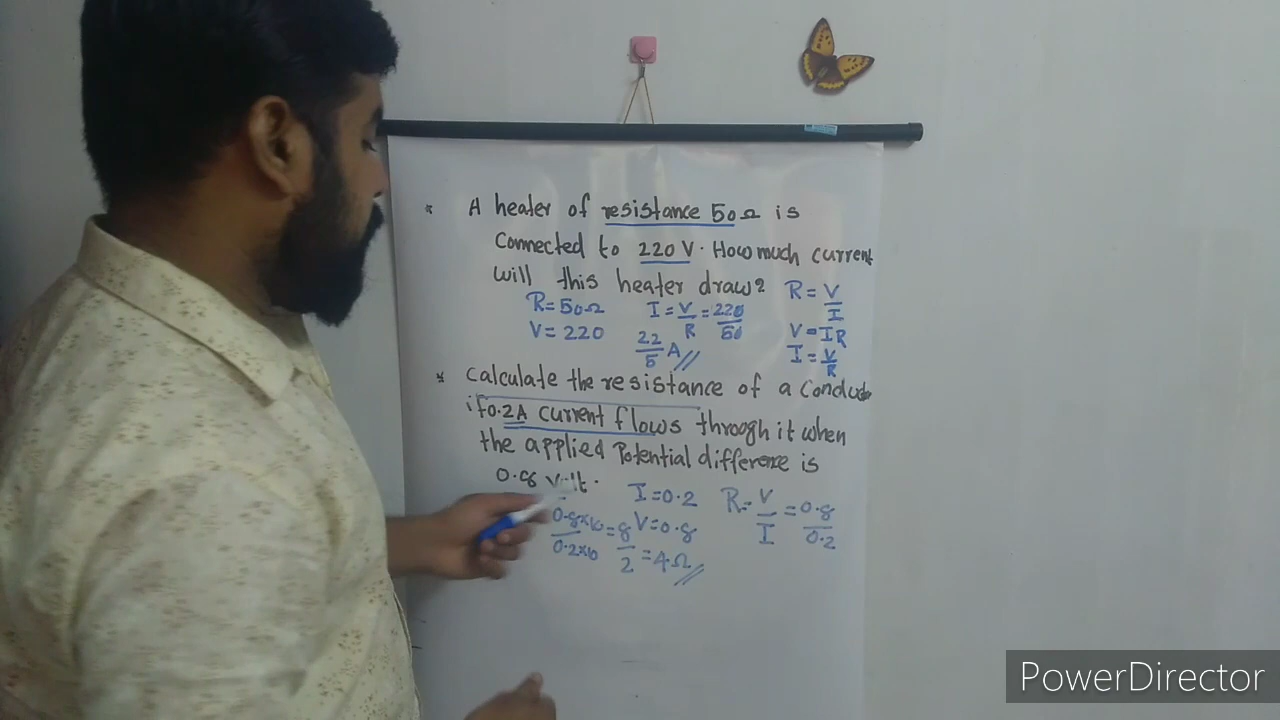 * A heater of resistance 50Ω is
Connected to 220 V. How much current
will this heater draw?
R = V/I
R = 50Ω
I = V/R = 220/50
V = 220
V = IR
22/5 A //
I = V/R
* Calculate the resistance of a Conductor
if 0.2A current flows through it when
the applied Potential difference is
0.8 volt.
I = 0.2
R = V/I = 0.8/0.2
V = 0.8
0.8×10/0.2×10 = 8/2 = 4Ω //
PowerDirector